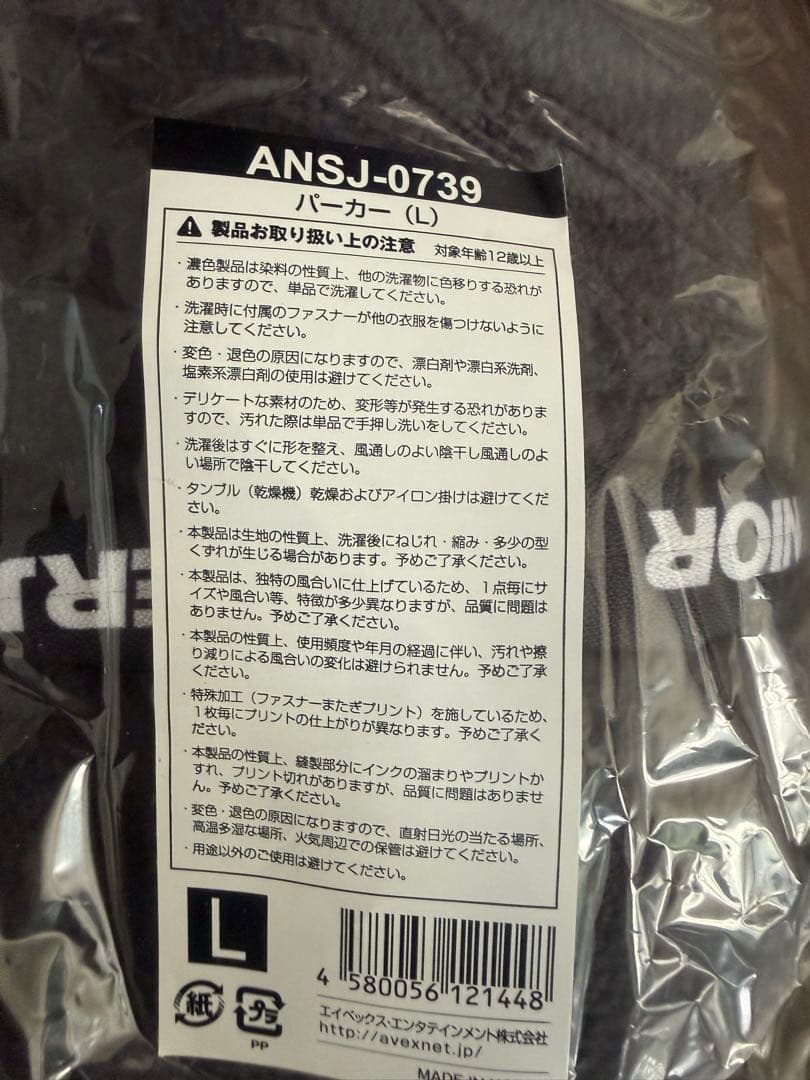 ANSJ-0739
パーカー（L）
製品お取り扱い上の注意 対象年齢12歳以上
・濃色製品は染料の性質上、他の洗濯物に色移りする恐れが
ありますので、単品で洗濯してください。
・洗濯時に付属のファスナーが他の衣服を傷つけないように
注意してください。
・変色・退色の原因になりますので、漂白剤や漂白系洗剤、
塩素系漂白剤の使用は避けてください。
・デリケートな素材のため、変形等が発生する恐れがありま
すので、汚れた際は単品で手押し洗いをしてください。
・洗濯後はすぐに形を整え、風通しのよい陰干し風通しのよ
い場所で陰干してください。
・タンブル（乾燥機）乾燥およびアイロン掛けは避けてくだ
さい。
・本製品は生地の性質上、洗濯後にねじれ・縮み・多少の型
くずれが生じる場合があります。予めご了承ください。
・本製品は、独特の風合いに仕上げているため、1点毎にサ
イズや風合い等、特徴が多少異なりますが、品質に問題は
ありません。予めご了承ください。
・本製品の性質上、使用頻度や年月の経過に伴い、汚れや擦
り減りによる風合いの変化は避けられません。予めご了承
ください。
・特殊加工（ファスナーまたぎプリント）を施しているため、
1枚毎にプリントの仕上がりが異なります。予めご了承く
ださい。
・本製品の性質上、縫製部分にインクの溜まりやプリントか
すれ、プリント切れがありますが、品質に問題はありませ
ん。予めご了承ください。
・変色・退色の原因になりますので、直射日光の当たる場所、
高温多湿な場所、火気周辺での保管は避けてください。
・用途以外のご使用は避けてください。
L
4 580056 121448
紙
プラ
PP
エイベックス・エンタテインメント株式会社
http://avexnet.jp/
MADE IN
NIOR
ERJ